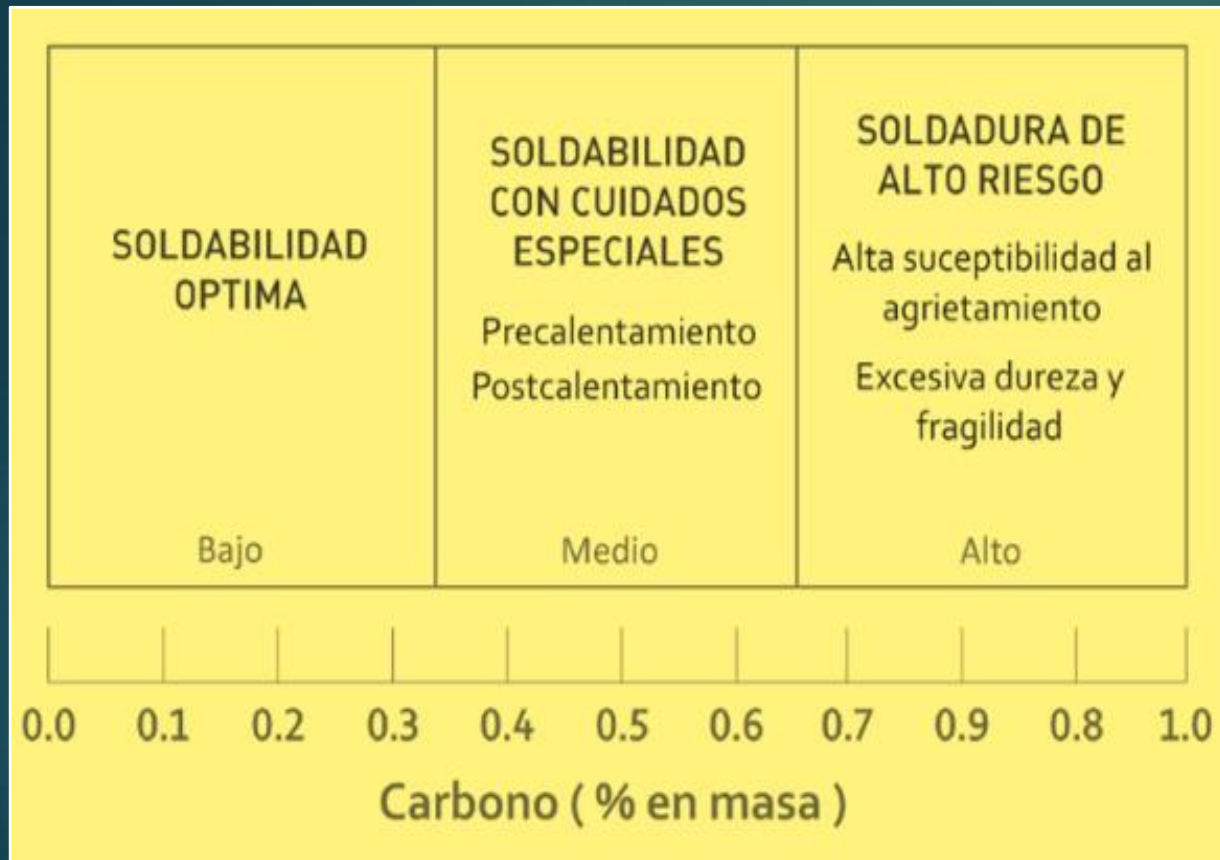 SOLDABILIDAD
OPTIMA
Bajo
SOLDABILIDAD
CON CUIDADOS
ESPECIALES
Precalentamiento
Postcalentamiento
Medio
SOLDADURA DE
ALTO RIESGO
Alta suceptibilidad al
agrietamiento
Excesiva dureza y
fragilidad
Alto
0.0 0.1 0.2 0.3 0.4 0.5 0.6 0.7 0.9 0.8 1.0
Carbono ( % en masa )